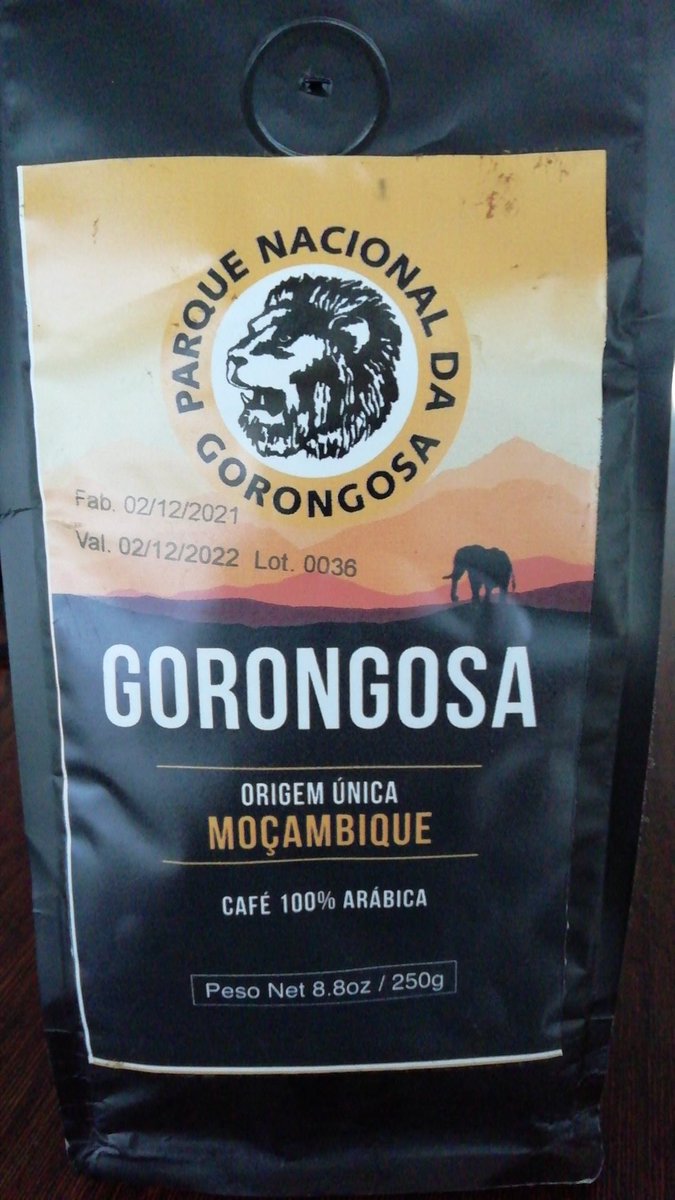 PARQUE NACIONAL DA
GORONGOSA
Fab. 02/12/2021
Val. 02/12/2022 Lot. 0036
GORONGOSA
ORIGEM ÚNICA
MOÇAMBIQUE
CAFÉ 100% ARÁBICA
Peso Net 8.8oz / 250g